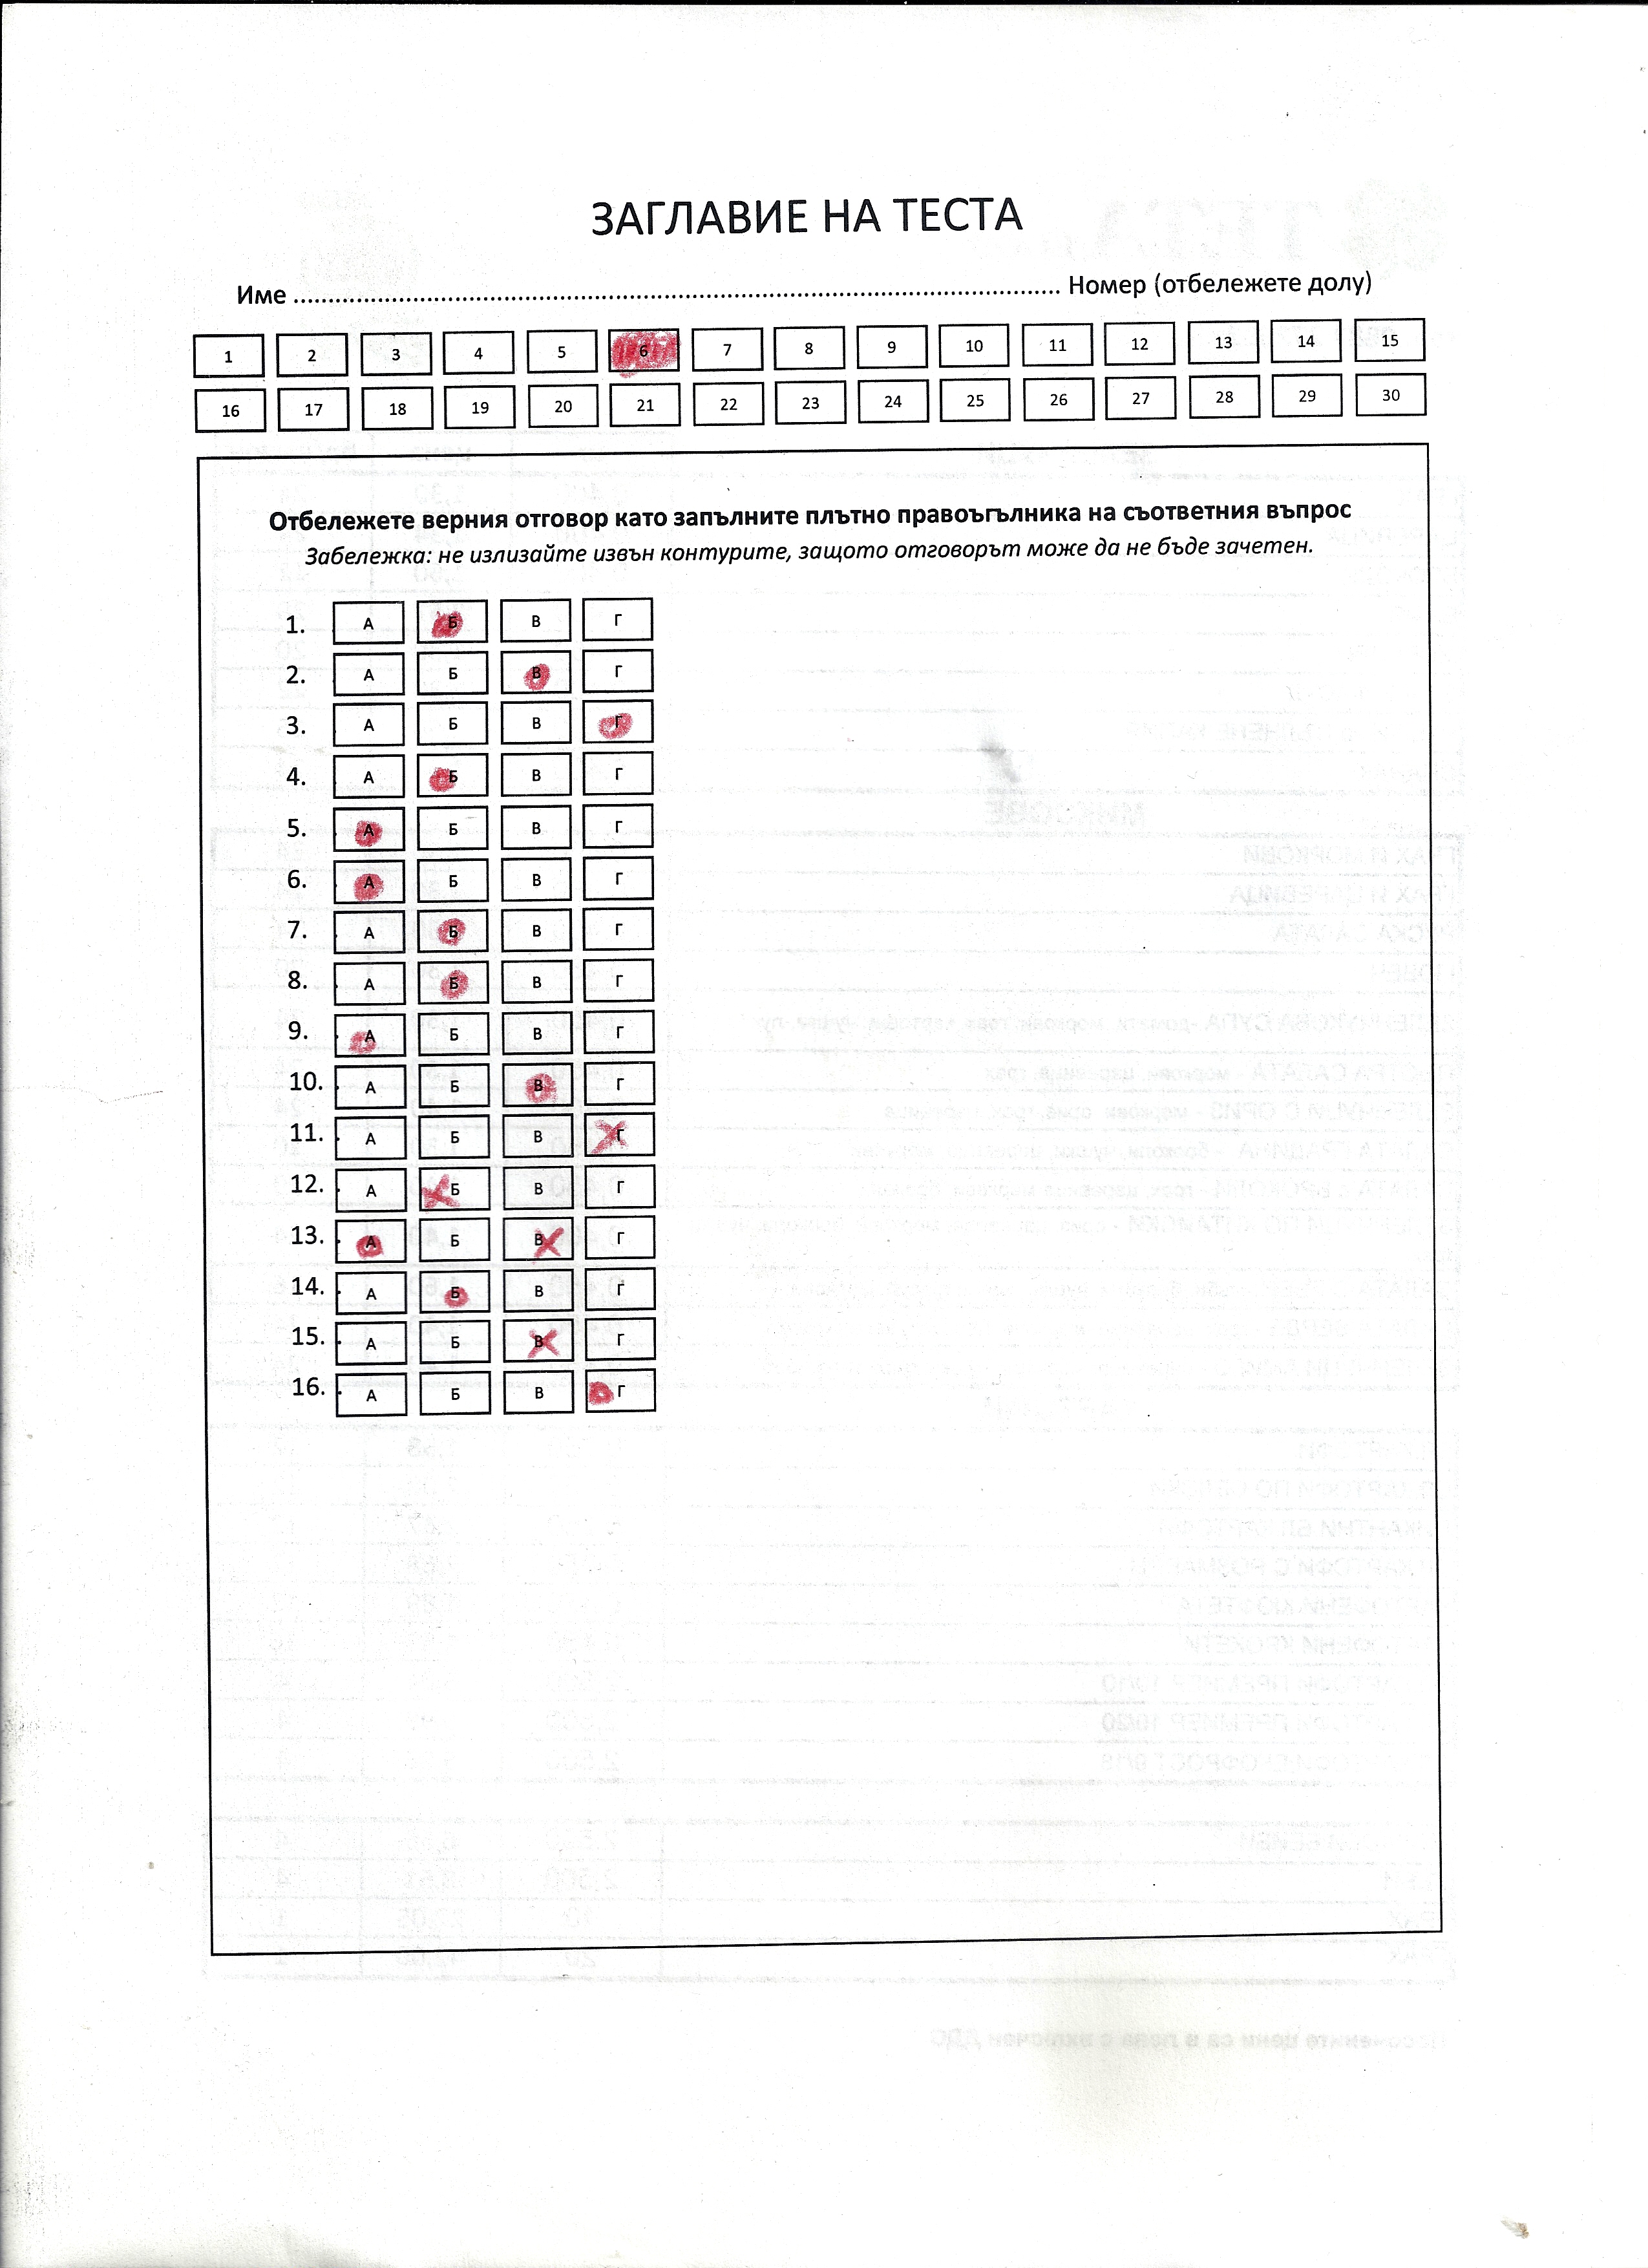 ЗАГЛАВИЕ НА ТЕСТА
Име ............................................................................................................... Номер (отбележете долу)
1 2 3 4 5 6 7 8 9 10 11 12 13 14 15
16 17 18 19 20 21 22 23 24 25 26 27 28 29 30
Отбележете верния отговор като запълните плътно правоъгълника на съответния въпрос
Забележка: не излизайте извън контурите, защото отговорът може да не бъде зачетен.
1. А Б В Г
2. А Б В Г
3. А Б В Г
4. А Б В Г
5. А Б В Г
6. А Б В Г
7. А Б В Г
8. А Б В Г
9. А Б В Г
10. А Б В Г
11. А Б В Г
12. А Б В Г
13. А Б В Г
14. А Б В Г
15. А Б В Г
16. А Б В Г